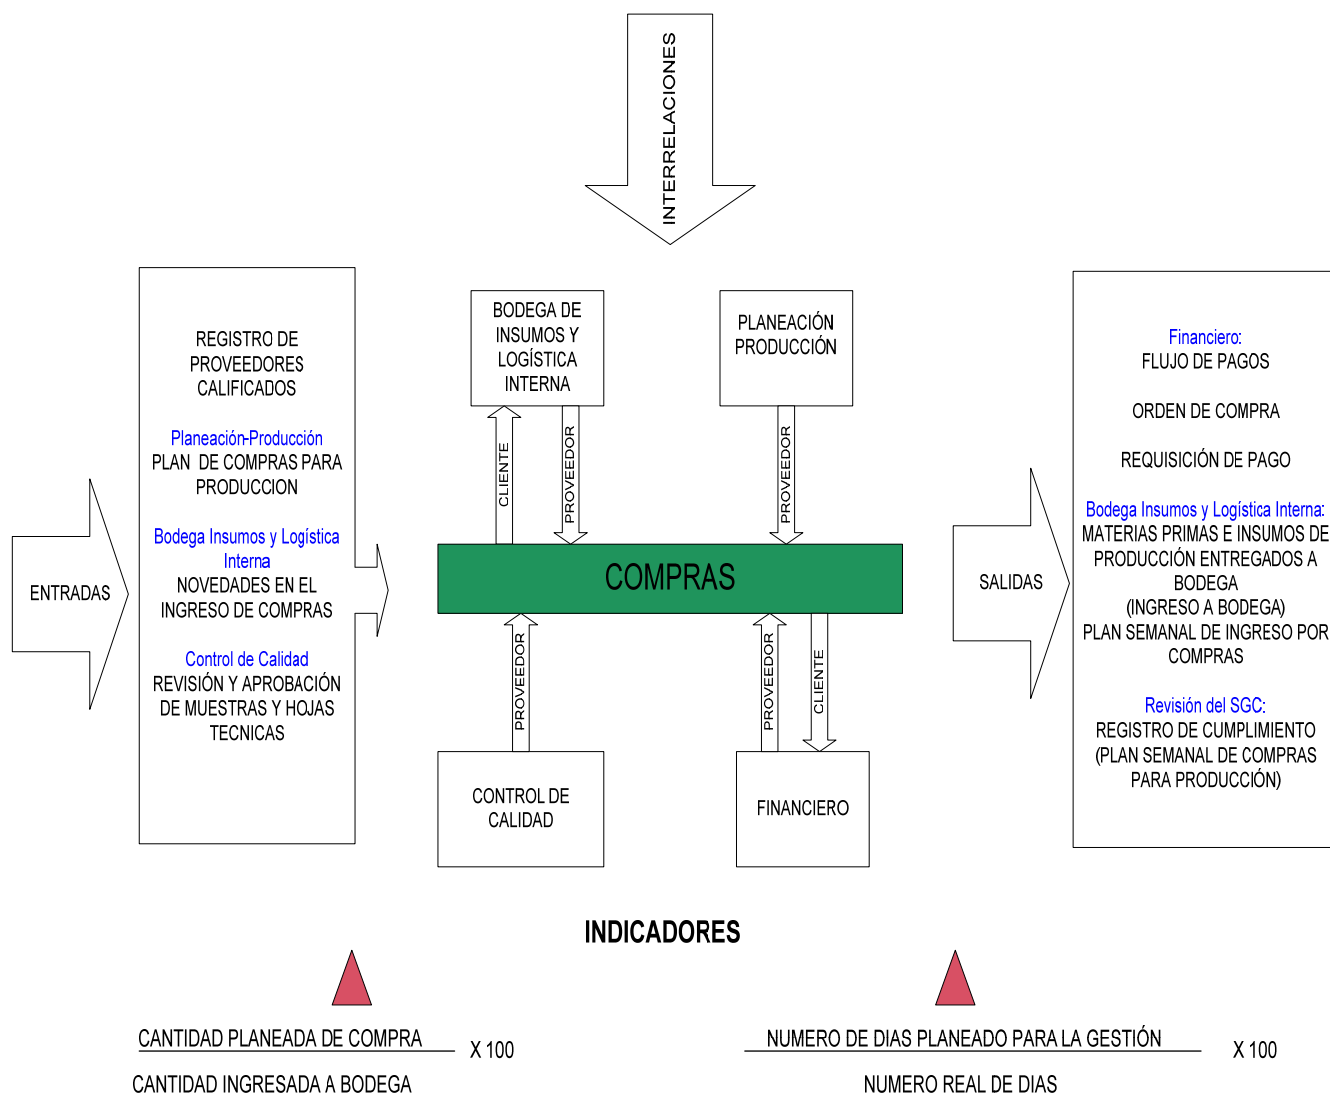 INTERRELACIONES
ENTRADAS
REGISTRO DE
PROVEEDORES
CALIFICADOS
Planeación-Producción
PLAN DE COMPRAS PARA
PRODUCCION
Bodega Insumos y Logística
Interna
NOVEDADES EN EL
INGRESO DE COMPRAS
Control de Calidad
REVISIÓN Y APROBACIÓN
DE MUESTRAS Y HOJAS
TECNICAS
BODEGA DE
INSUMOS Y
LOGÍSTICA
INTERNA
PLANEACIÓN
PRODUCCIÓN
CLIENTE
PROVEEDOR
PROVEEDOR
COMPRAS
PROVEEDOR
PROVEEDOR
CLIENTE
CONTROL DE
CALIDAD
FINANCIERO
SALIDAS
Financiero:
FLUJO DE PAGOS
ORDEN DE COMPRA
REQUISICIÓN DE PAGO
Bodega Insumos y Logística Interna:
MATERIAS PRIMAS E INSUMOS DE
PRODUCCIÓN ENTREGADOS A
BODEGA
(INGRESO A BODEGA)
PLAN SEMANAL DE INGRESO POR
COMPRAS
Revisión del SGC:
REGISTRO DE CUMPLIMIENTO
(PLAN SEMANAL DE COMPRAS
PARA PRODUCCIÓN)
INDICADORES
CANTIDAD PLANEADA DE COMPRA
X 100
CANTIDAD INGRESADA A BODEGA
NUMERO DE DIAS PLANEADO PARA LA GESTIÓN
X 100
NUMERO REAL DE DIAS